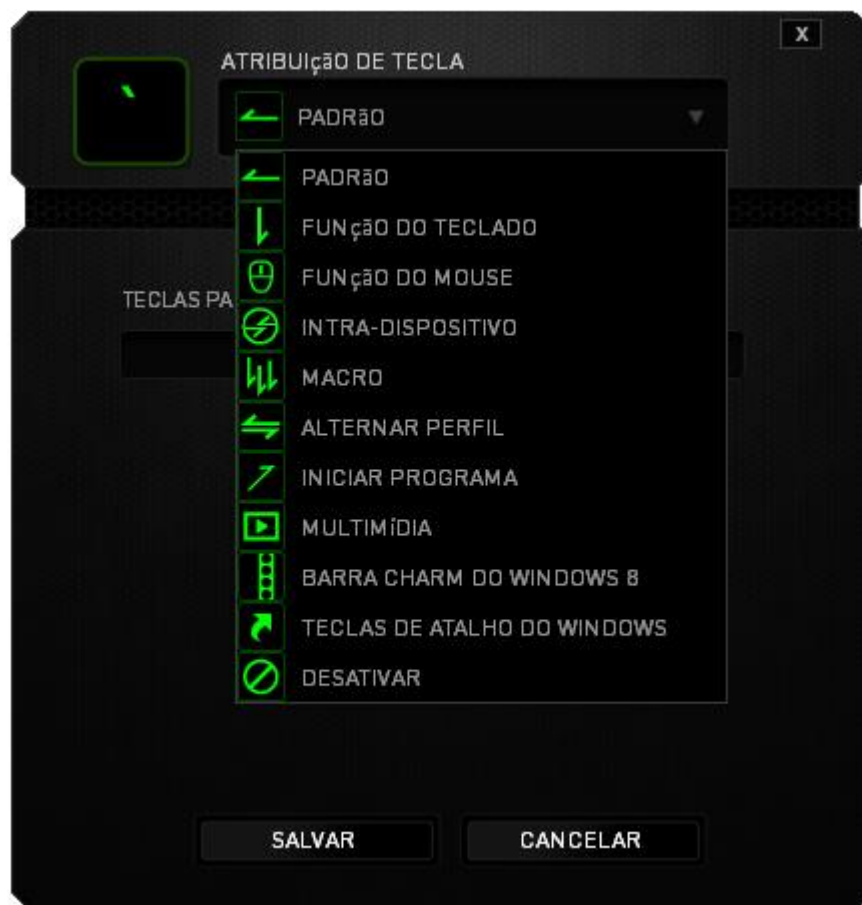 X
ATRIBUIçãO DE TECLA
`
PADRãO
PADRãO
FUNçãO DO TECLADO
FUNçãO DO MOUSE
INTRA-DISPOSITIVO
MACRO
ALTERNAR PERFIL
INICIAR PROGRAMA
MULTIMíDIA
BARRA CHARM DO WINDOWS 8
TECLAS DE ATALHO DO WINDOWS
DESATIVAR
TECLAS PA
SALVAR
CANCELAR